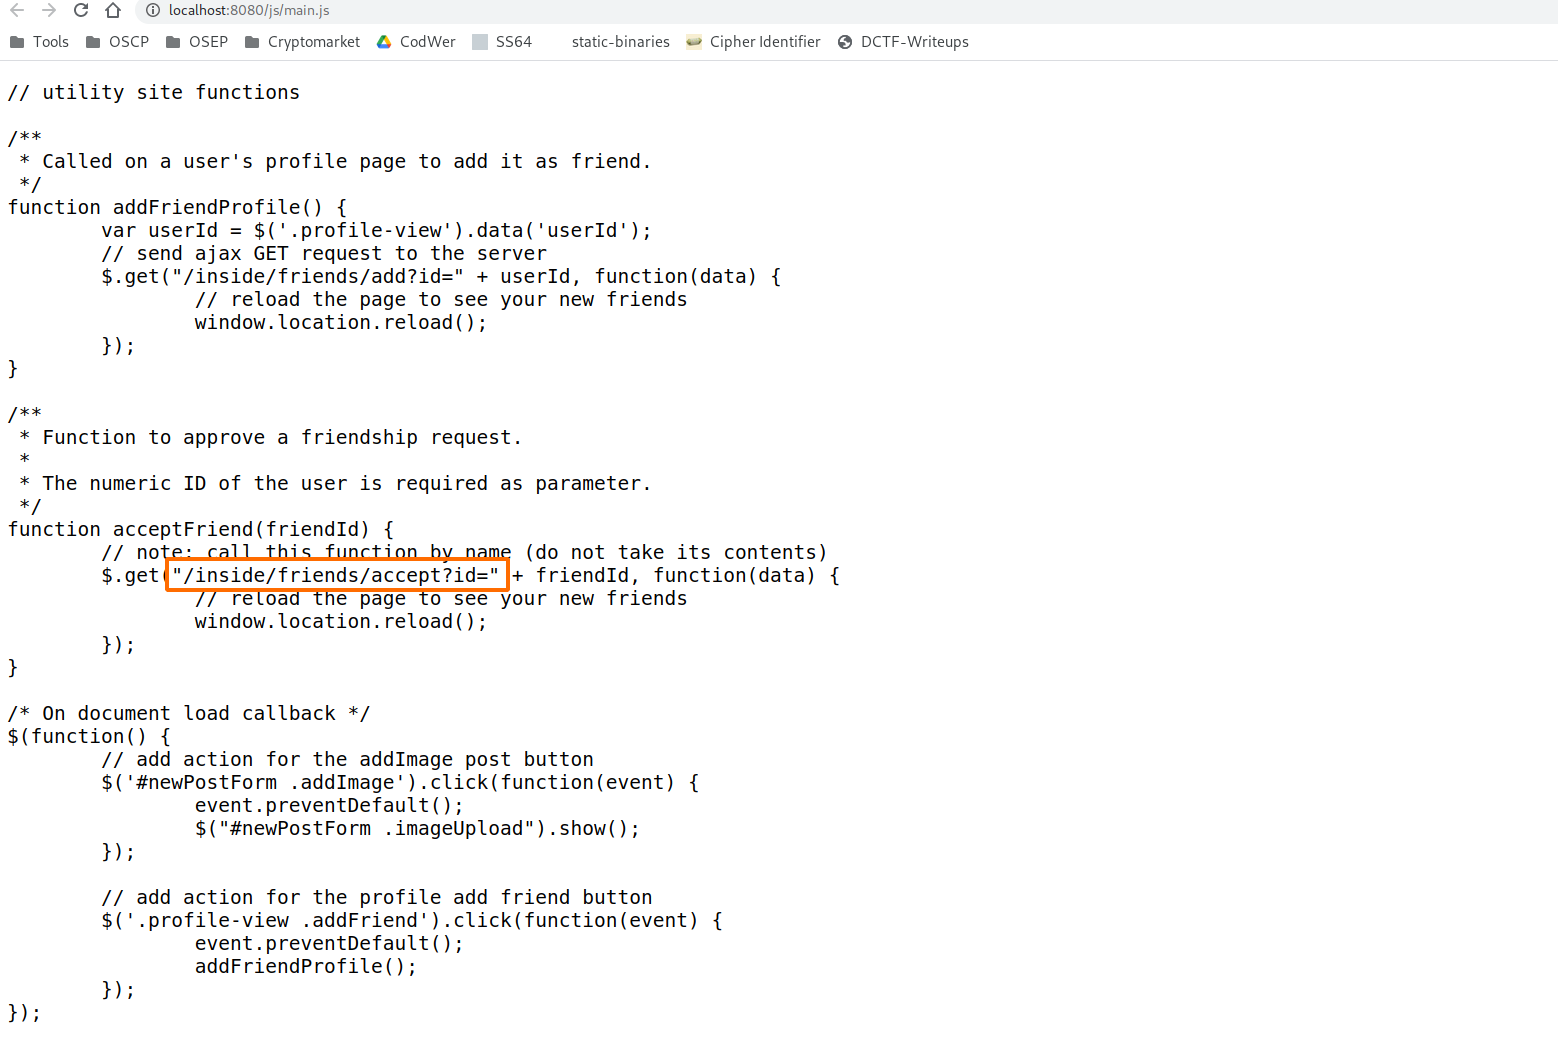 localhost:8080/js/main.js
Tools OSCP OSEP Cryptomarket CodWer SS64 static-binaries Cipher Identifier DCTF-Writeups
// utility site functions
/**
 * Called on a user's profile page to add it as friend.
 */
function addFriendProfile() {
        var userId = $('.profile-view').data('userId');
        // send ajax GET request to the server
        $.get("/inside/friends/add?id=" + userId, function(data) {
                // reload the page to see your new friends
                window.location.reload();
        });
}
/**
 * Function to approve a friendship request.
 *
 * The numeric ID of the user is required as parameter.
 */
function acceptFriend(friendId) {
        // note: call this function by name (do not take its contents)
        $.get("/inside/friends/accept?id=" + friendId, function(data) {
                // reload the page to see your new friends
                window.location.reload();
        });
}
/* On document load callback */
$(function() {
        // add action for the addImage post button
        $('#newPostForm .addImage').click(function(event) {
                event.preventDefault();
                $("#newPostForm .imageUpload").show();
        });
        // add action for the profile add friend button
        $('.profile-view .addFriend').click(function(event) {
                event.preventDefault();
                addFriendProfile();
        });
});